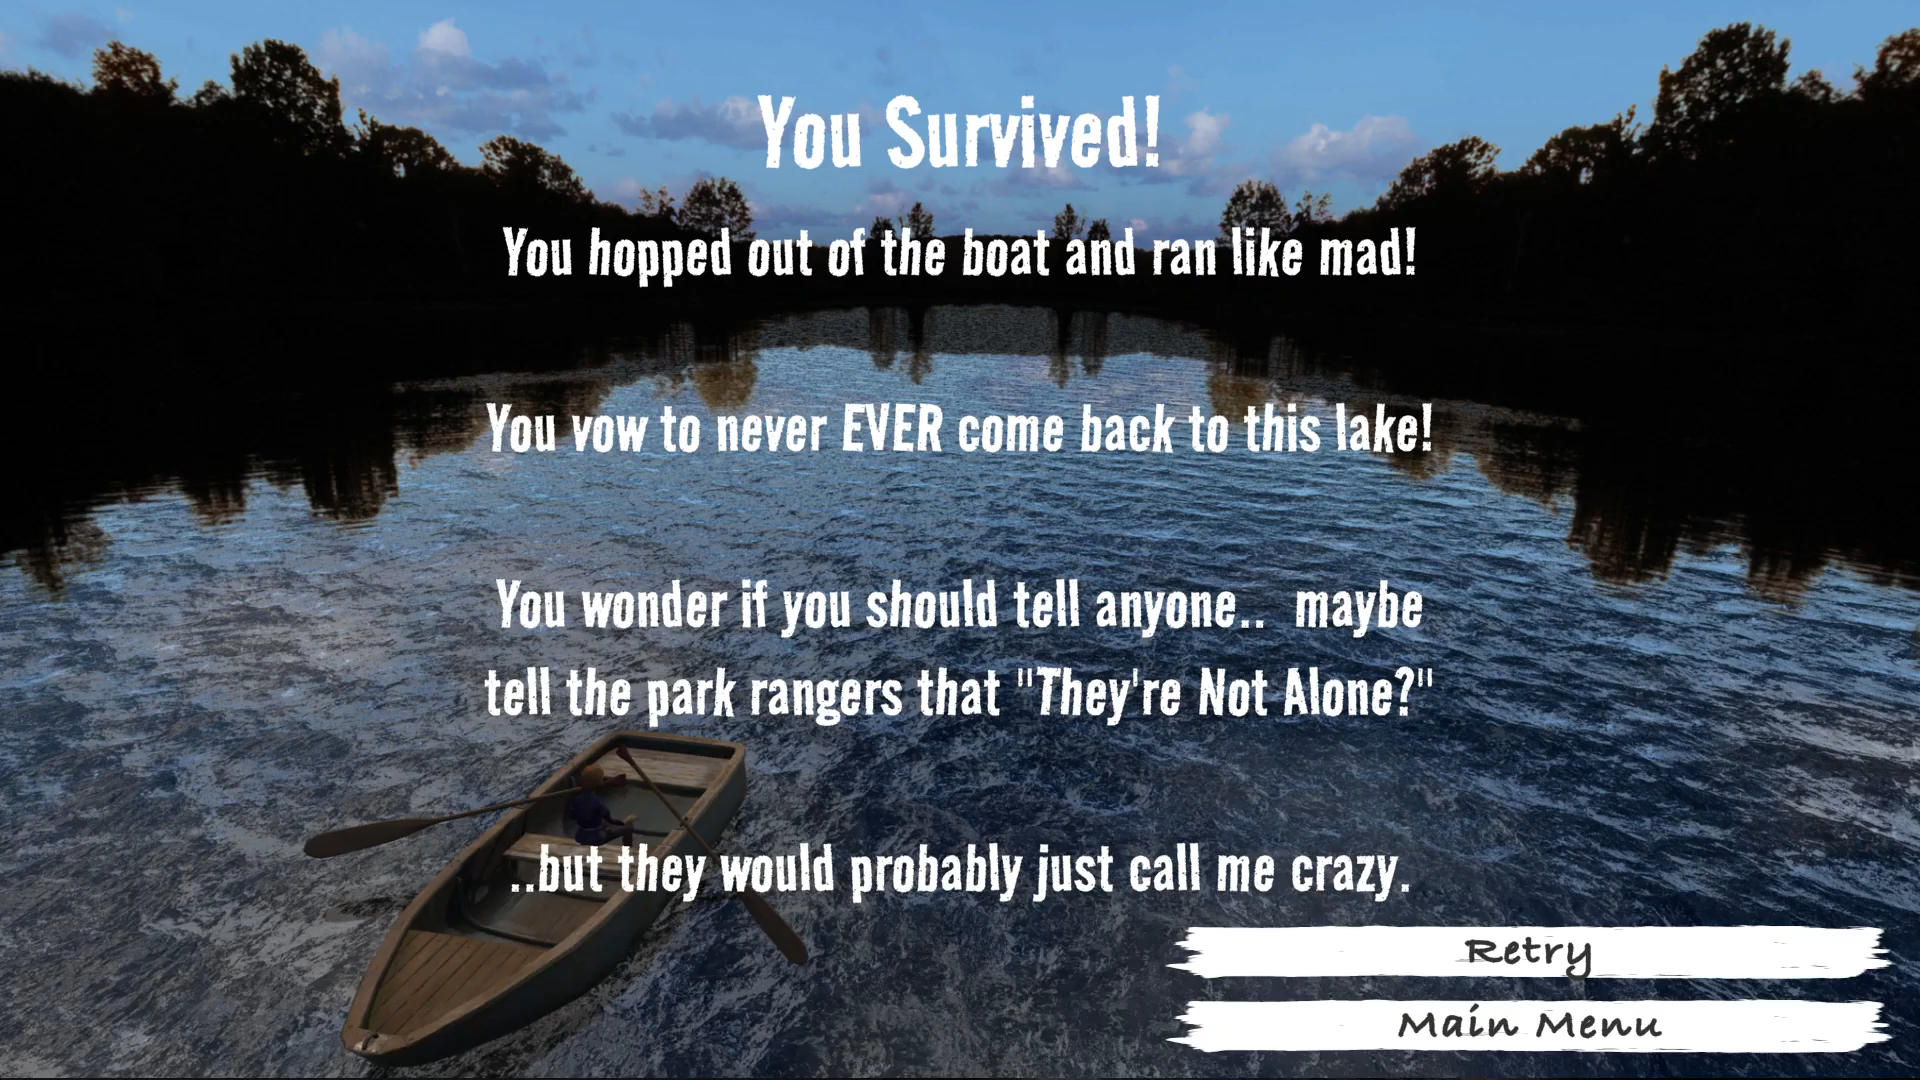 You Survived!
You hopped out of the boat and ran like mad!
You vow to never EVER come back to this lake!
You wonder if you should tell anyone..  maybe
tell the park rangers that "They're Not Alone?"
..but they would probably just call me crazy.
Retry
Main Menu